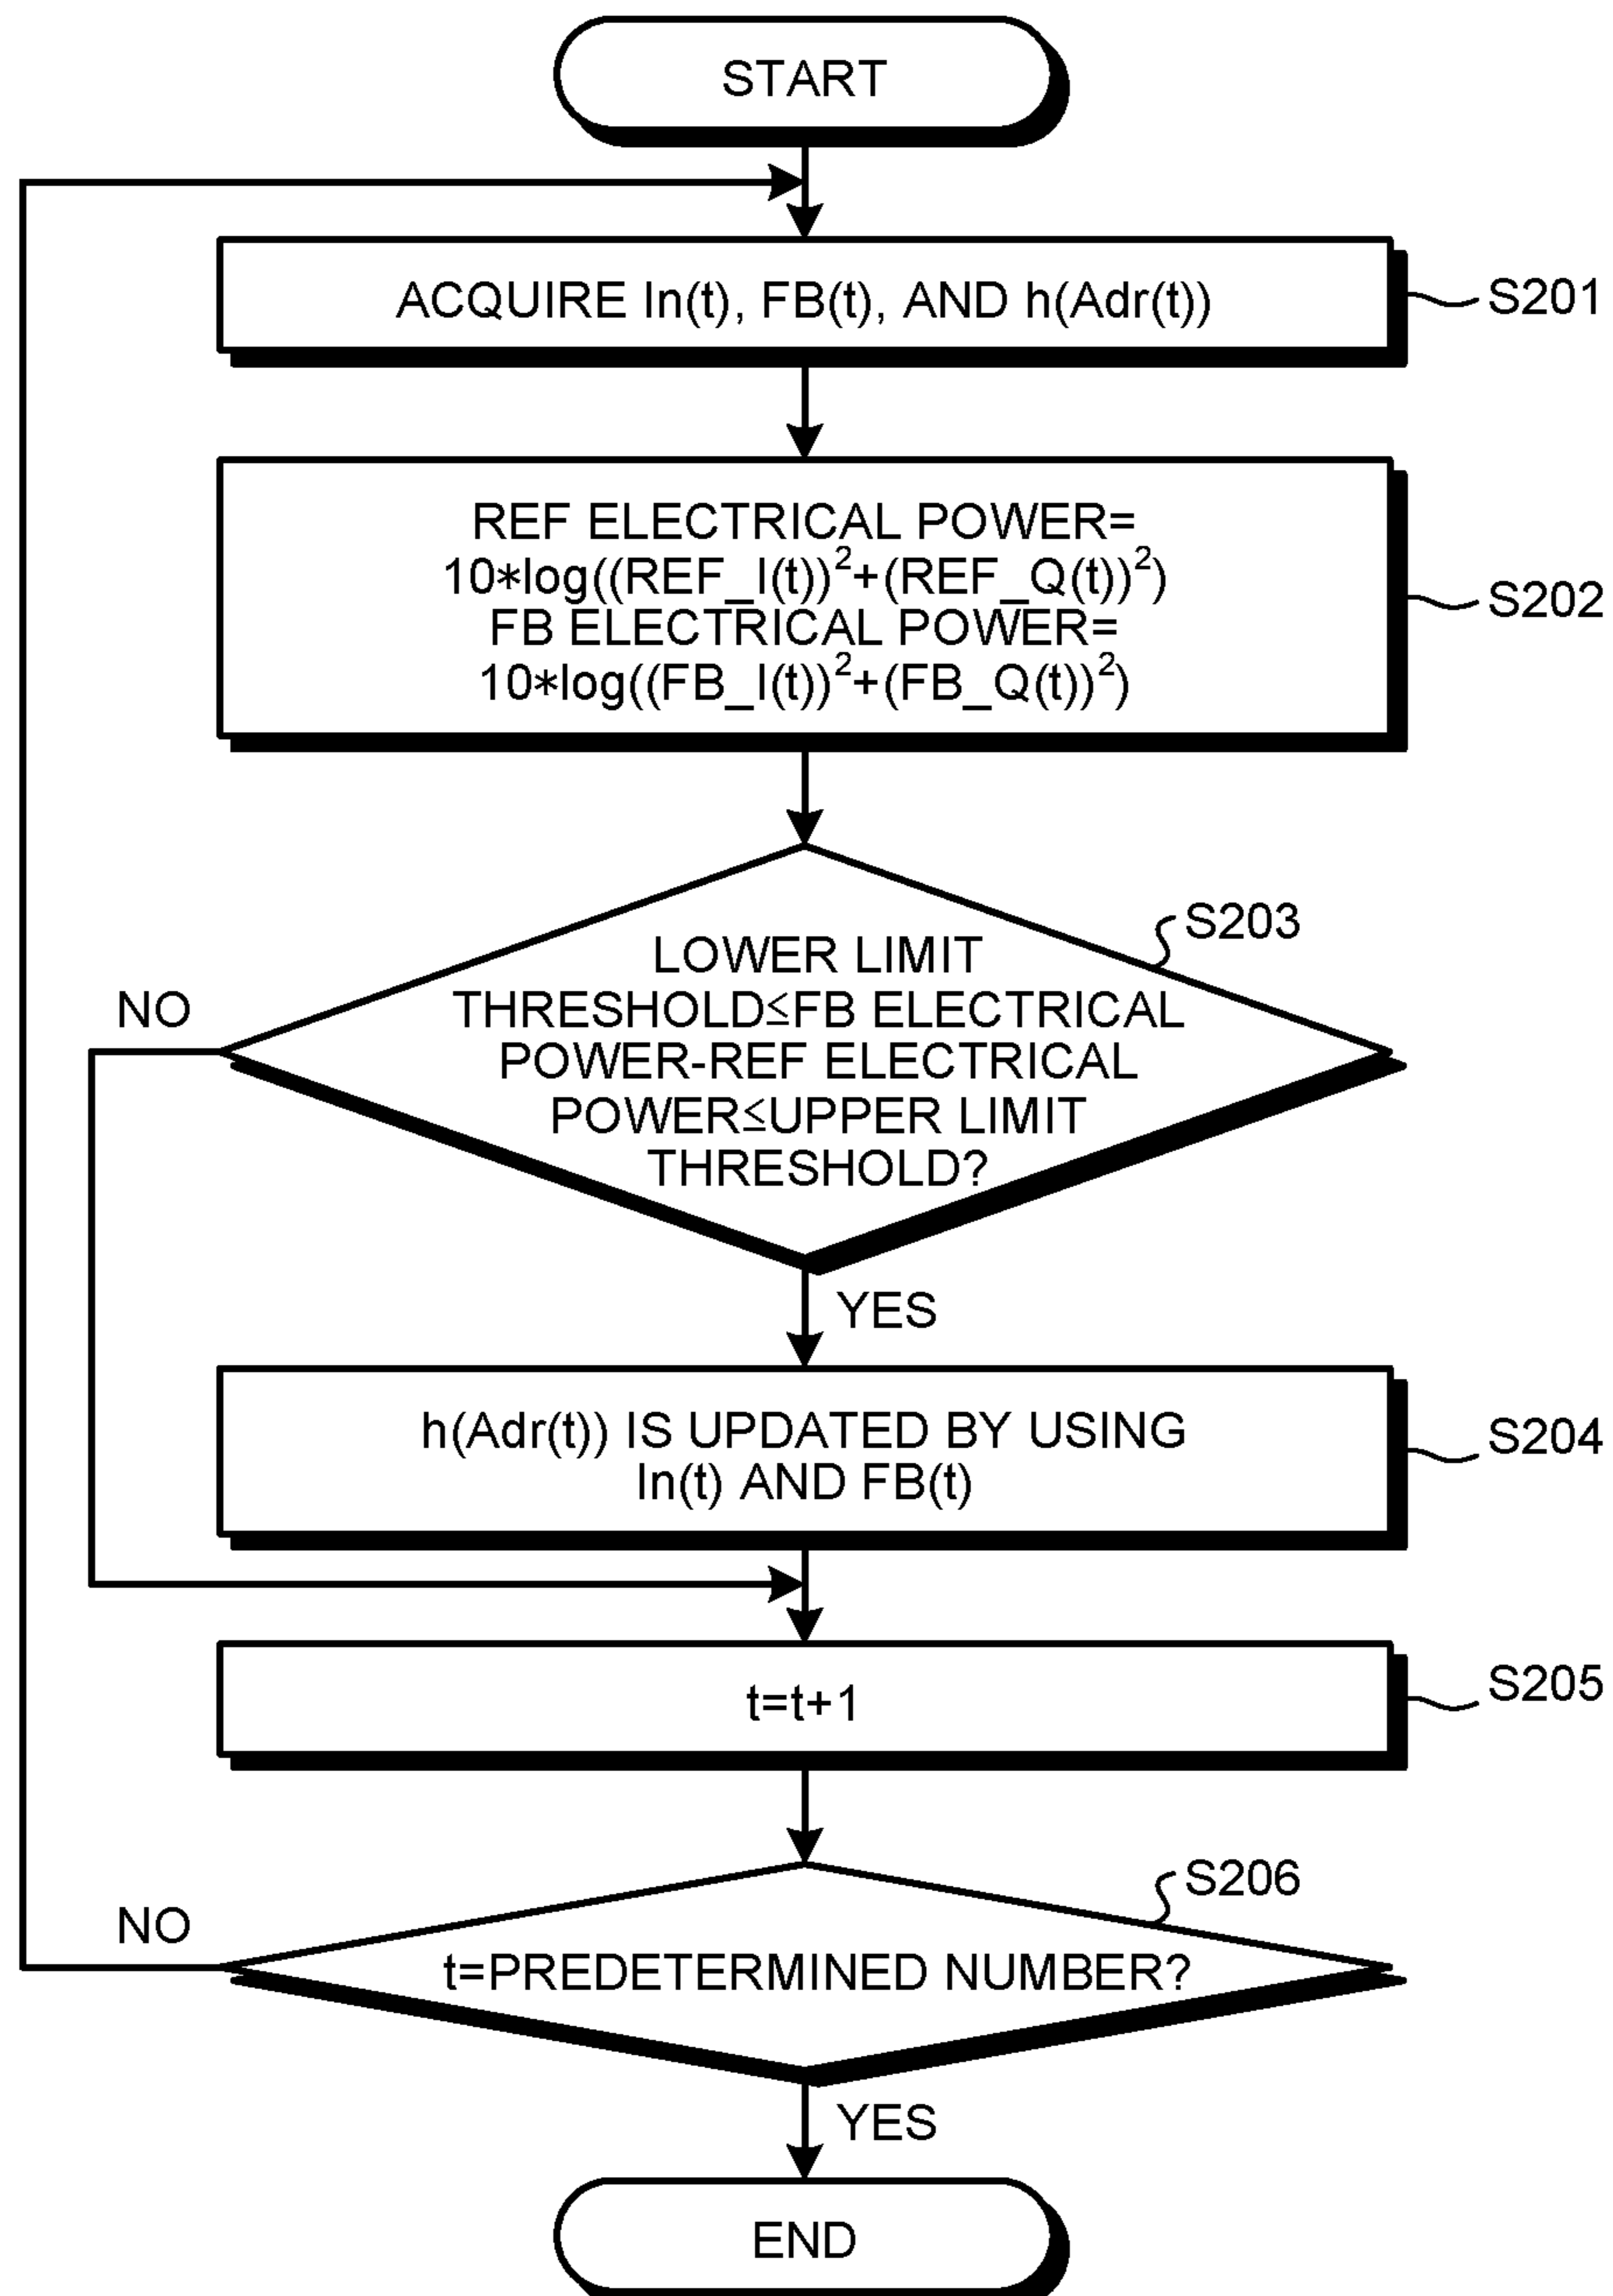 START
ACQUIRE In(t), FB(t), AND h(Adr(t))
S201
REF ELECTRICAL POWER=
10*log((REF_I(t))²+(REF_Q(t))²)
FB ELECTRICAL POWER=
10*log((FB_I(t))²+(FB_Q(t))²)
S202
S203
LOWER LIMIT
THRESHOLD≤FB ELECTRICAL
POWER-REF ELECTRICAL
POWER≤UPPER LIMIT
THRESHOLD?
NO
YES
h(Adr(t)) IS UPDATED BY USING
In(t) AND FB(t)
S204
t=t+1
S205
S206
NO
t=PREDETERMINED NUMBER?
YES
END